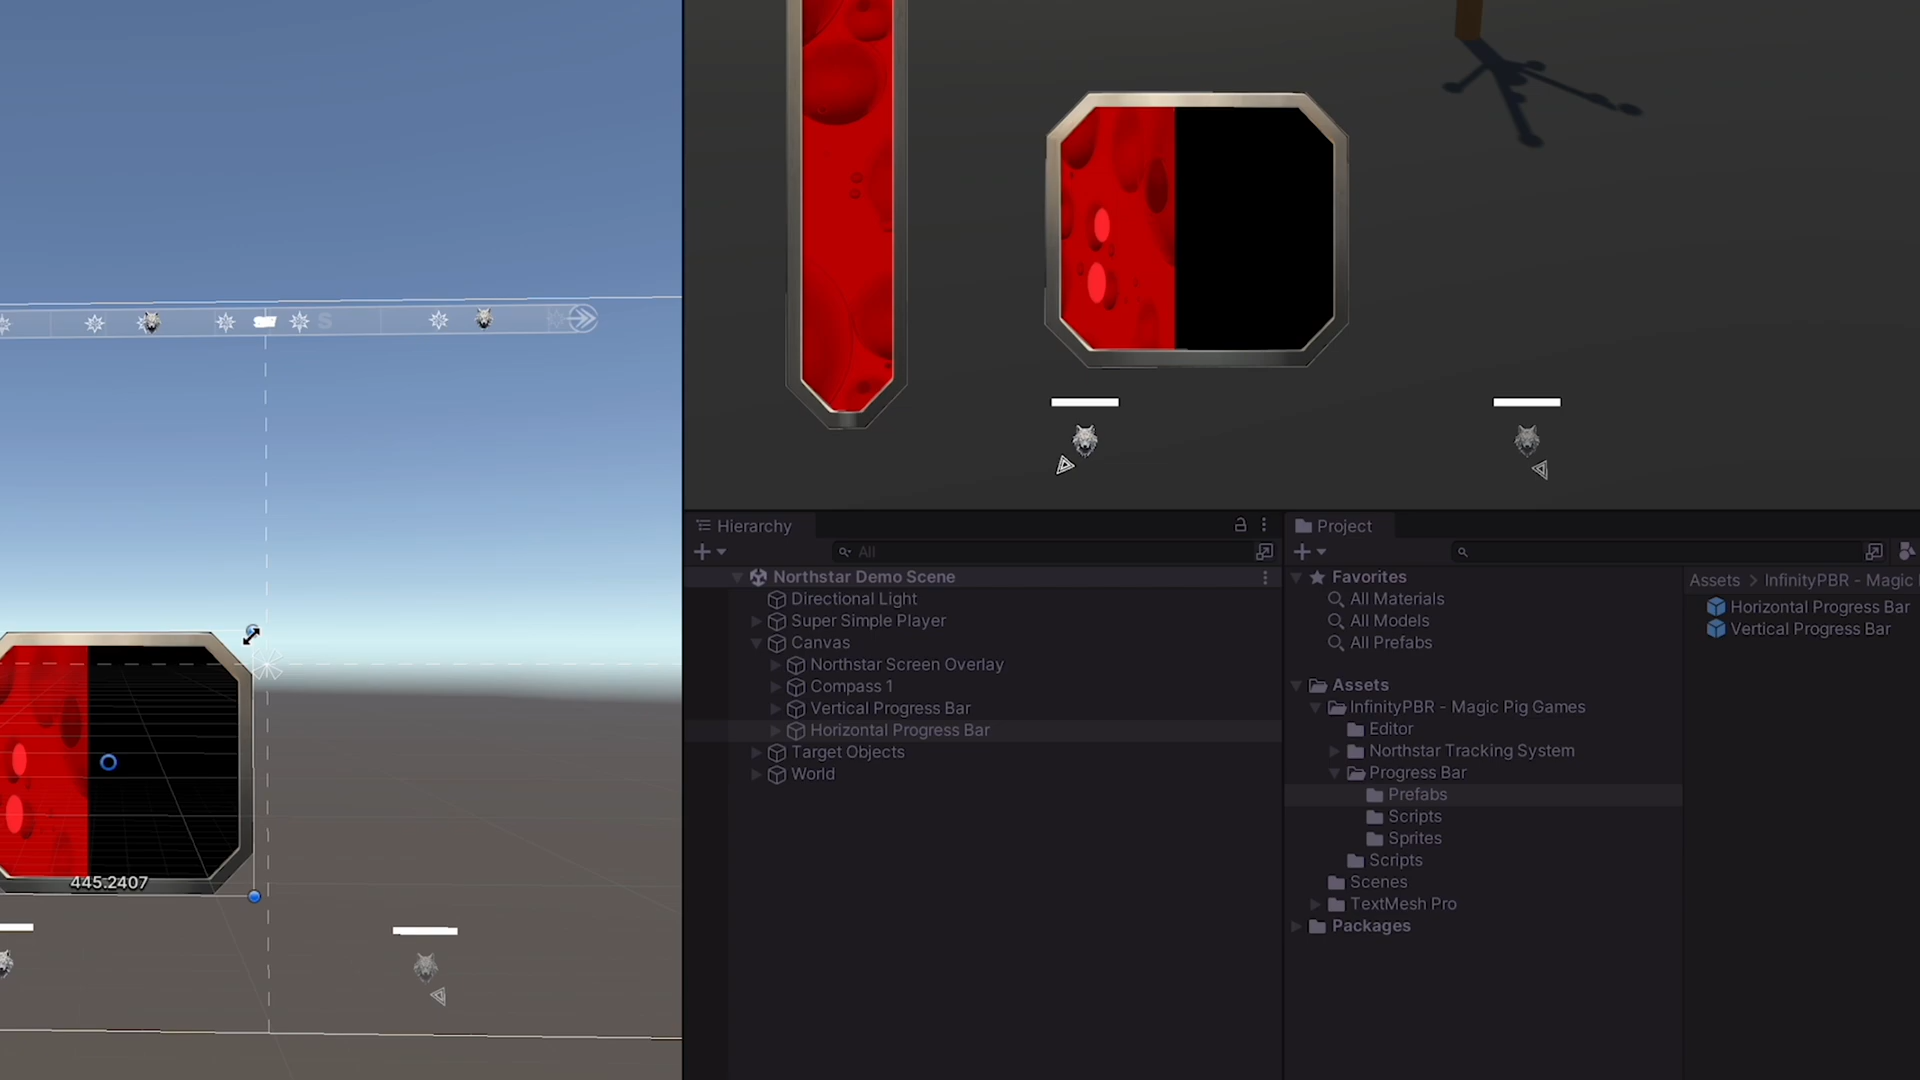 S
445.2407
Hierarchy
All
Northstar Demo Scene
Directional Light
Super Simple Player
Canvas
Northstar Screen Overlay
Compass 1
Vertical Progress Bar
Horizontal Progress Bar
Target Objects
World
Project
Favorites
All Materials
All Models
All Prefabs
Assets
InfinityPBR - Magic Pig Games
Editor
Northstar Tracking System
Progress Bar
Prefabs
Scripts
Sprites
Scripts
Scenes
TextMesh Pro
Packages
Assets > InfinityPBR - Magic
Horizontal Progress Bar
Vertical Progress Bar